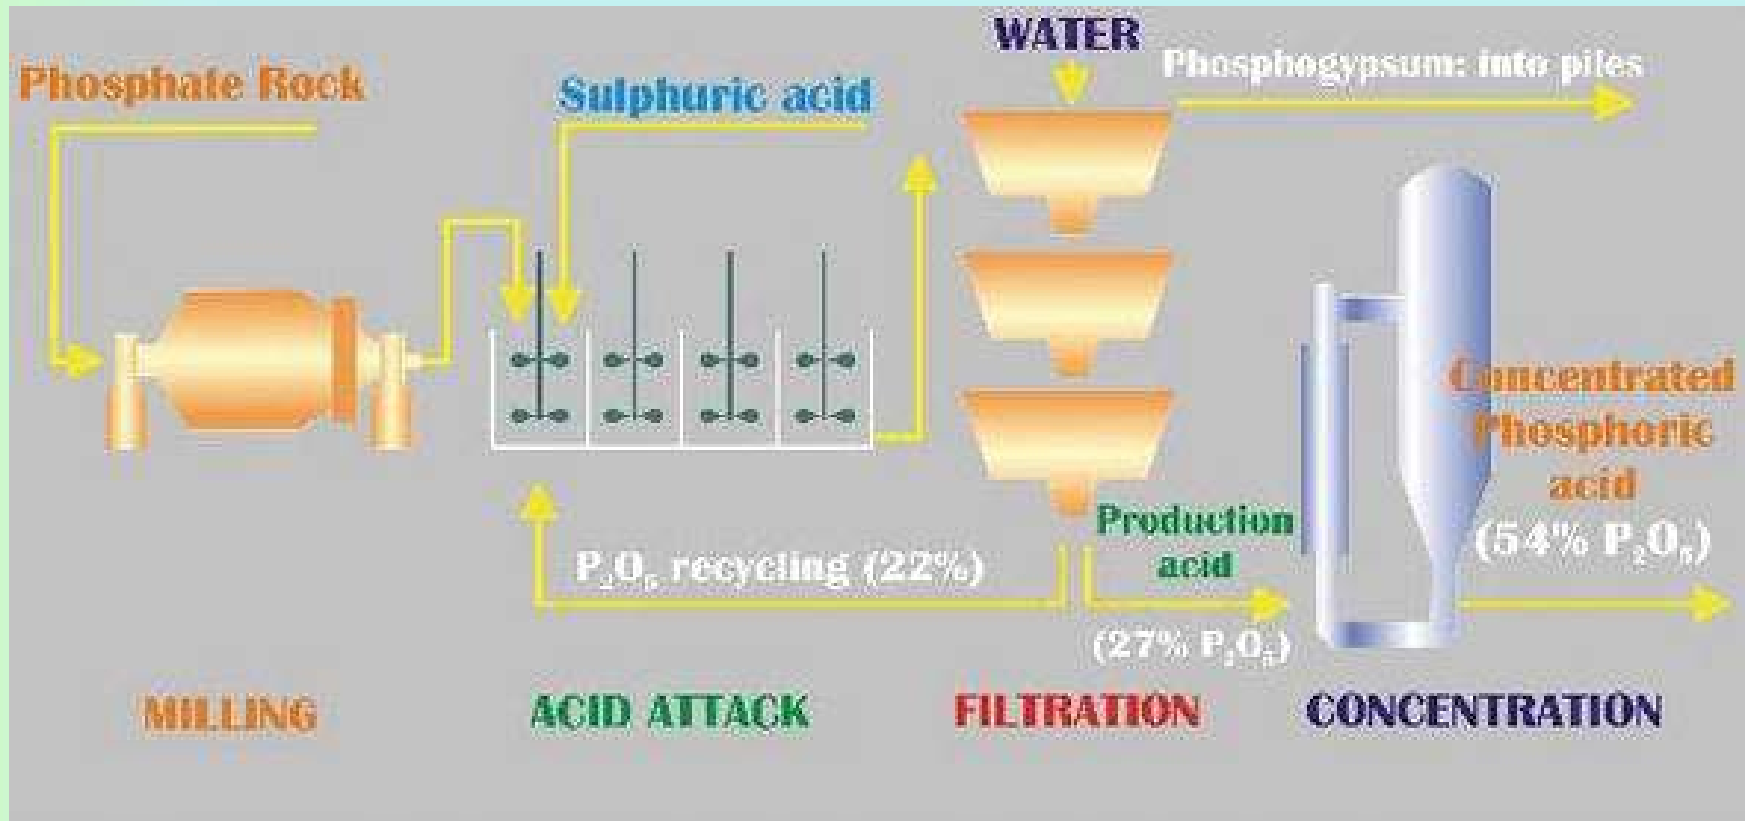 WATER
Phosphogypsum: into piles
Phosphate Rock
Sulphuric acid
Concentrated
Phosphoric
acid
(54% P₂O₅)
Production
acid
P₂O₅ recycling (22%)
(27% P₂O₅)
MILLING
ACID ATTACK
FILTRATION
CONCENTRATION